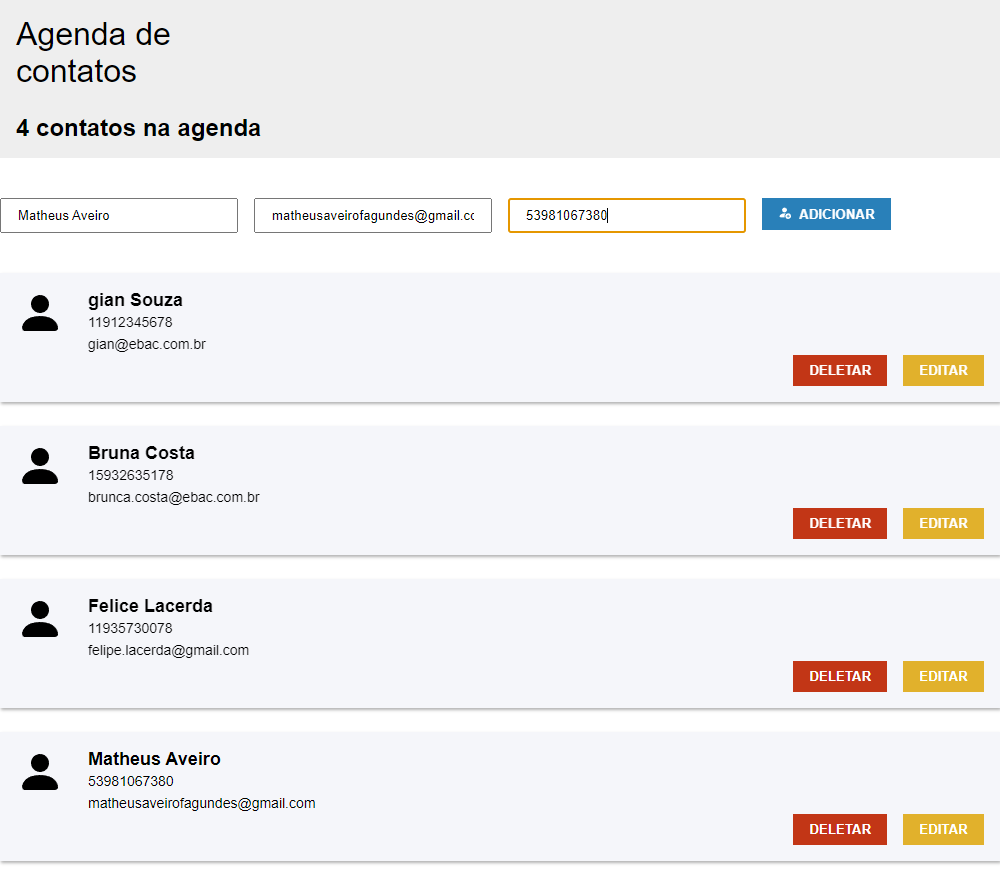 Agenda de
contatos
4 contatos na agenda
Matheus Aveiro
matheusaveirofagundes@gmail.cc
53981067380
ADICIONAR
gian Souza
11912345678
gian@ebac.com.br
DELETAR EDITAR
Bruna Costa
15932635178
brunca.costa@ebac.com.br
DELETAR EDITAR
Felice Lacerda
11935730078
felipe.lacerda@gmail.com
DELETAR EDITAR
Matheus Aveiro
53981067380
matheusaveirofagundes@gmail.com
DELETAR EDITAR